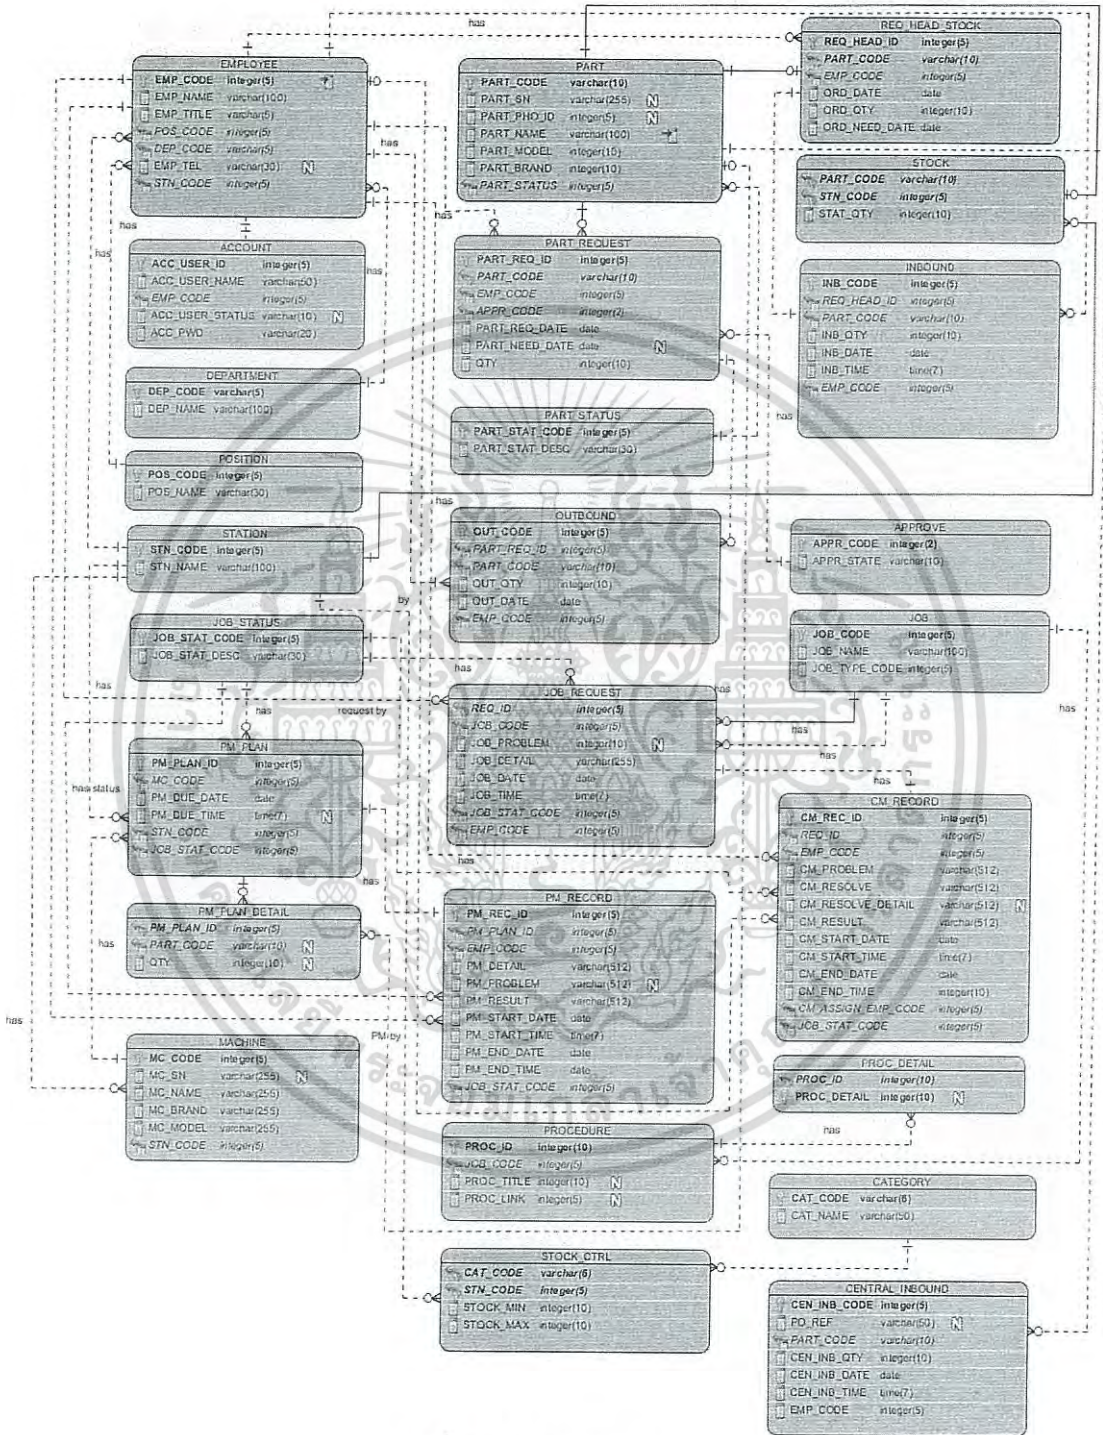 has
REQ_HEAD_STOCK
REQ_HEAD_ID integer(5)
PART_CODE varchar(10)
EMP_CODE integer(5)
ORD_DATE date
ORD_QTY integer(10)
ORD_NEED_DATE date
EMPLOYEE
EMP_CODE integer(5)
EMP_NAME varchar(100)
EMP_TITLE varchar(5)
POS_CODE integer(5)
DEP_CODE varchar(5)
EMP_TEL varchar(30) N
STN_CODE integer(5)
PART
PART_CODE varchar(10)
PART_SN varchar(255) N
PART_PHO_ID integer(5) N
PART_NAME varchar(100)
PART_MODEL integer(10)
PART_BRAND integer(10)
PART_STATUS integer(5)
has
STOCK
PART_CODE varchar(10)
STN_CODE integer(5)
STAT_QTY integer(10)
has
has
has
has
has
ACCOUNT
ACC_USER_ID integer(5)
ACC_USER_NAME varchar(50)
EMP_CODE integer(5)
ACC_USER_STATUS varchar(10) N
ACC_PWD varchar(20)
PART_REQUEST
PART_REQ_ID integer(5)
PART_CODE varchar(10)
EMP_CODE integer(5)
APPR_CODE integer(2)
PART_REQ_DATE date
PART_NEED_DATE date N
QTY integer(10)
INBOUND
INB_CODE integer(5)
REQ_HEAD_ID integer(5)
PART_CODE varchar(10)
INB_QTY integer(10)
INB_DATE date
INB_TIME time(7)
EMP_CODE integer(5)
has
DEPARTMENT
DEP_CODE varchar(5)
DEP_NAME varchar(100)
PART_STATUS
PART_STAT_CODE integer(5)
PART_STAT_DESC varchar(30)
POSITION
POS_CODE integer(5)
POS_NAME varchar(30)
has
STATION
STN_CODE integer(5)
STN_NAME varchar(100)
OUTBOUND
OUT_CODE integer(5)
PART_REQ_ID integer(5)
PART_CODE varchar(10)
OUT_QTY integer(10)
OUT_DATE date
EMP_CODE integer(5)
by
APPROVE
APPR_CODE integer(2)
APPR_STATE varchar(10)
JOB_STATUS
JOB_STAT_CODE integer(5)
JOB_STAT_DESC varchar(30)
JOB
JOB_CODE integer(5)
JOB_NAME varchar(100)
JOB_TYPE_CODE integer(5)
has
has
has
has
request by
JOB_REQUEST
REQ_ID integer(5)
JOB_CODE integer(5)
JOB_PROBLEM integer(10) N
JOB_DETAIL varchar(255)
JOB_DATE date
JOB_TIME time(7)
JOB_STAT_CODE integer(5)
EMP_CODE integer(5)
has
has
has
PM_PLAN
PM_PLAN_ID integer(5)
MC_CODE integer(5)
PM_DUE_DATE date
PM_DUE_TIME time(7) N
STN_CODE integer(5)
JOB_STAT_CODE integer(5)
has status
CM_RECORD
CM_REC_ID integer(5)
REQ_ID integer(5)
EMP_CODE integer(5)
CM_PROBLEM varchar(512)
CM_RESOLVE varchar(512)
CM_RESOLVE_DETAIL varchar(512) N
CM_RESULT varchar(512)
CM_START_DATE date
CM_START_TIME time(7)
CM_END_DATE date
CM_END_TIME integer(10)
CM_ASSIGN_EMP_CODE integer(5)
JOB_STAT_CODE integer(5)
has
has
PM_PLAN_DETAIL
PM_PLAN_ID integer(5)
PART_CODE varchar(10) N
QTY integer(10) N
has
PM_RECORD
PM_REC_ID integer(5)
PM_PLAN_ID integer(5)
EMP_CODE integer(5)
PM_DETAIL varchar(512)
PM_PROBLEM varchar(512) N
PM_RESULT varchar(512)
PM_START_DATE date
PM_START_TIME time(7)
PM_END_DATE date
PM_END_TIME date
JOB_STAT_CODE integer(5)
has
PM by
MACHINE
MC_CODE integer(5)
MC_SN varchar(255) N
MC_NAME varchar(255)
MC_BRAND varchar(255)
MC_MODEL varchar(255)
STN_CODE integer(5)
PROC_DETAIL
PROC_ID integer(10)
PROC_DETAIL integer(10) N
has
PROCEDURE
PROC_ID integer(10)
JOB_CODE integer(5)
PROC_TITLE integer(10) N
PROC_LINK integer(5) N
CATEGORY
CAT_CODE varchar(6)
CAT_NAME varchar(50)
STOCK_CTRL
CAT_CODE varchar(6)
STN_CODE integer(5)
STOCK_MIN integer(10)
STOCK_MAX integer(10)
CENTRAL_INBOUND
CEN_INB_CODE integer(5)
PO_REF varchar(50) N
PART_CODE varchar(10)
CEN_INB_QTY integer(10)
CEN_INB_DATE date
CEN_INB_TIME time(7)
EMP_CODE integer(5)